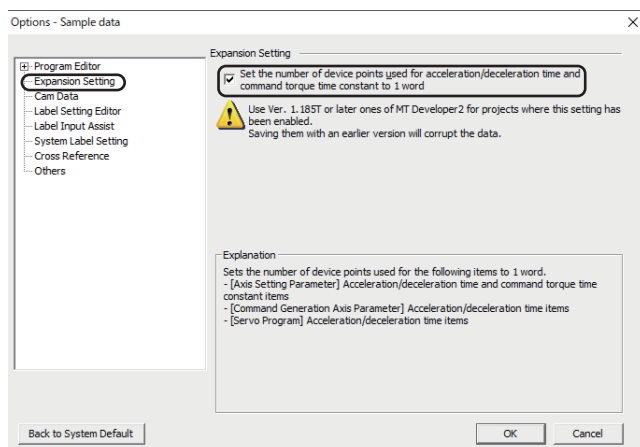 Options - Sample data
Program Editor
Expansion Setting
Cam Data
Label Setting Editor
Label Input Assist
System Label Setting
Cross Reference
Others
Expansion Setting
Set the number of device points used for acceleration/deceleration time and
command torque time constant to 1 word
Use Ver. 1.185T or later ones of MT Developer2 for projects where this setting has
been enabled.
Saving them with an earlier version will corrupt the data.
Explanation
Sets the number of device points used for the following items to 1 word.
- [Axis Setting Parameter] Acceleration/deceleration time and command torque time
constant items
- [Command Generation Axis Parameter] Acceleration/deceleration time items
- [Servo Program] Acceleration/deceleration time items
Back to System Default
OK
Cancel